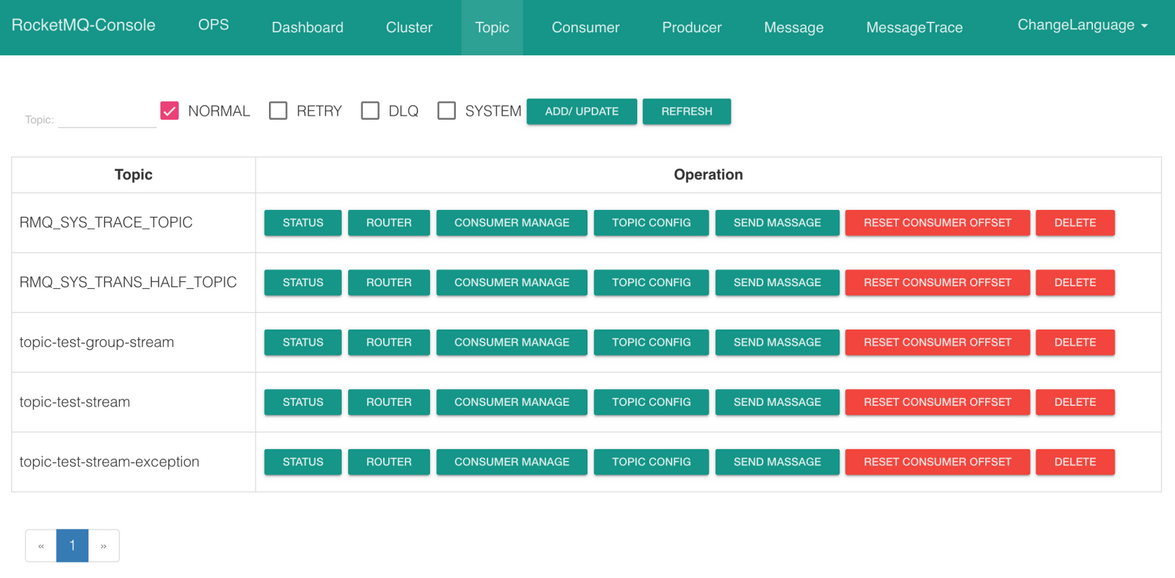 RocketMQ-Console OPS Dashboard Cluster Topic Consumer Producer Message MessageTrace ChangeLanguage
Topic: NORMAL RETRY DLQ SYSTEM ADD/ UPDATE REFRESH
Topic Operation
RMQ_SYS_TRACE_TOPIC STATUS ROUTER CONSUMER MANAGE TOPIC CONFIG SEND MASSAGE RESET CONSUMER OFFSET DELETE
RMQ_SYS_TRANS_HALF_TOPIC STATUS ROUTER CONSUMER MANAGE TOPIC CONFIG SEND MASSAGE RESET CONSUMER OFFSET DELETE
topic-test-group-stream STATUS ROUTER CONSUMER MANAGE TOPIC CONFIG SEND MASSAGE RESET CONSUMER OFFSET DELETE
topic-test-stream STATUS ROUTER CONSUMER MANAGE TOPIC CONFIG SEND MASSAGE RESET CONSUMER OFFSET DELETE
topic-test-stream-exception STATUS ROUTER CONSUMER MANAGE TOPIC CONFIG SEND MASSAGE RESET CONSUMER OFFSET DELETE
« 1 »